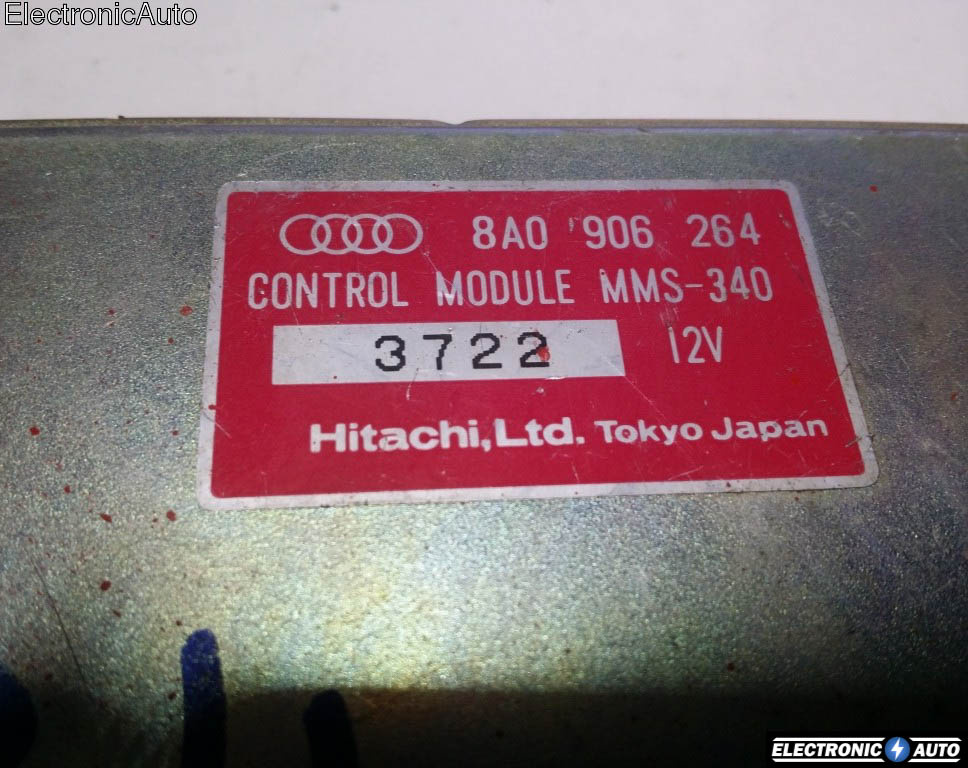 ElectronicAuto
8A0 906 264
CONTROL MODULE MMS-340
3722 12V
Hitachi, Ltd. Tokyo Japan
ELECTRONIC AUTO